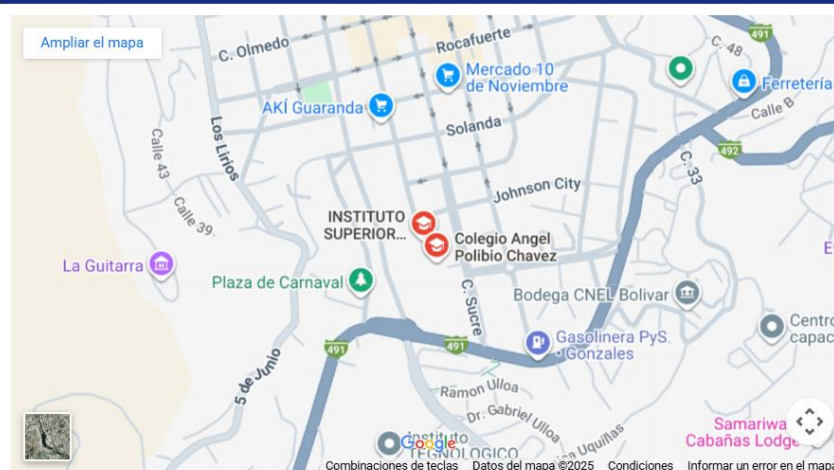 Ampliar el mapa
491
C. Olmedo
Rocafuerte
C. 48
Mercado 10
de Noviembre
Ferretería
AKÍ Guaranda
Calle B
Los Lirios
Solanda
Calle 43
492
C. 33
Johnson City
Calle 39
INSTITUTO
SUPERIOR...
Colegio Angel
Polibio Chavez
La Guitarra
Plaza de Carnaval
C. Sucre
Bodega CNEL Bolivar
Centro
capac
491
491
Gasolinera PyS
Gonzales
5 de Junio
Ramon Ulloa
Dr. Gabriel Ulloa
Uquillas
Samariwa
Cabañas Lodge
Instituto
TECNOLOGICO
Google
Combinaciones de teclas
Datos del mapa ©2025
Condiciones
Informar un error en el mapa